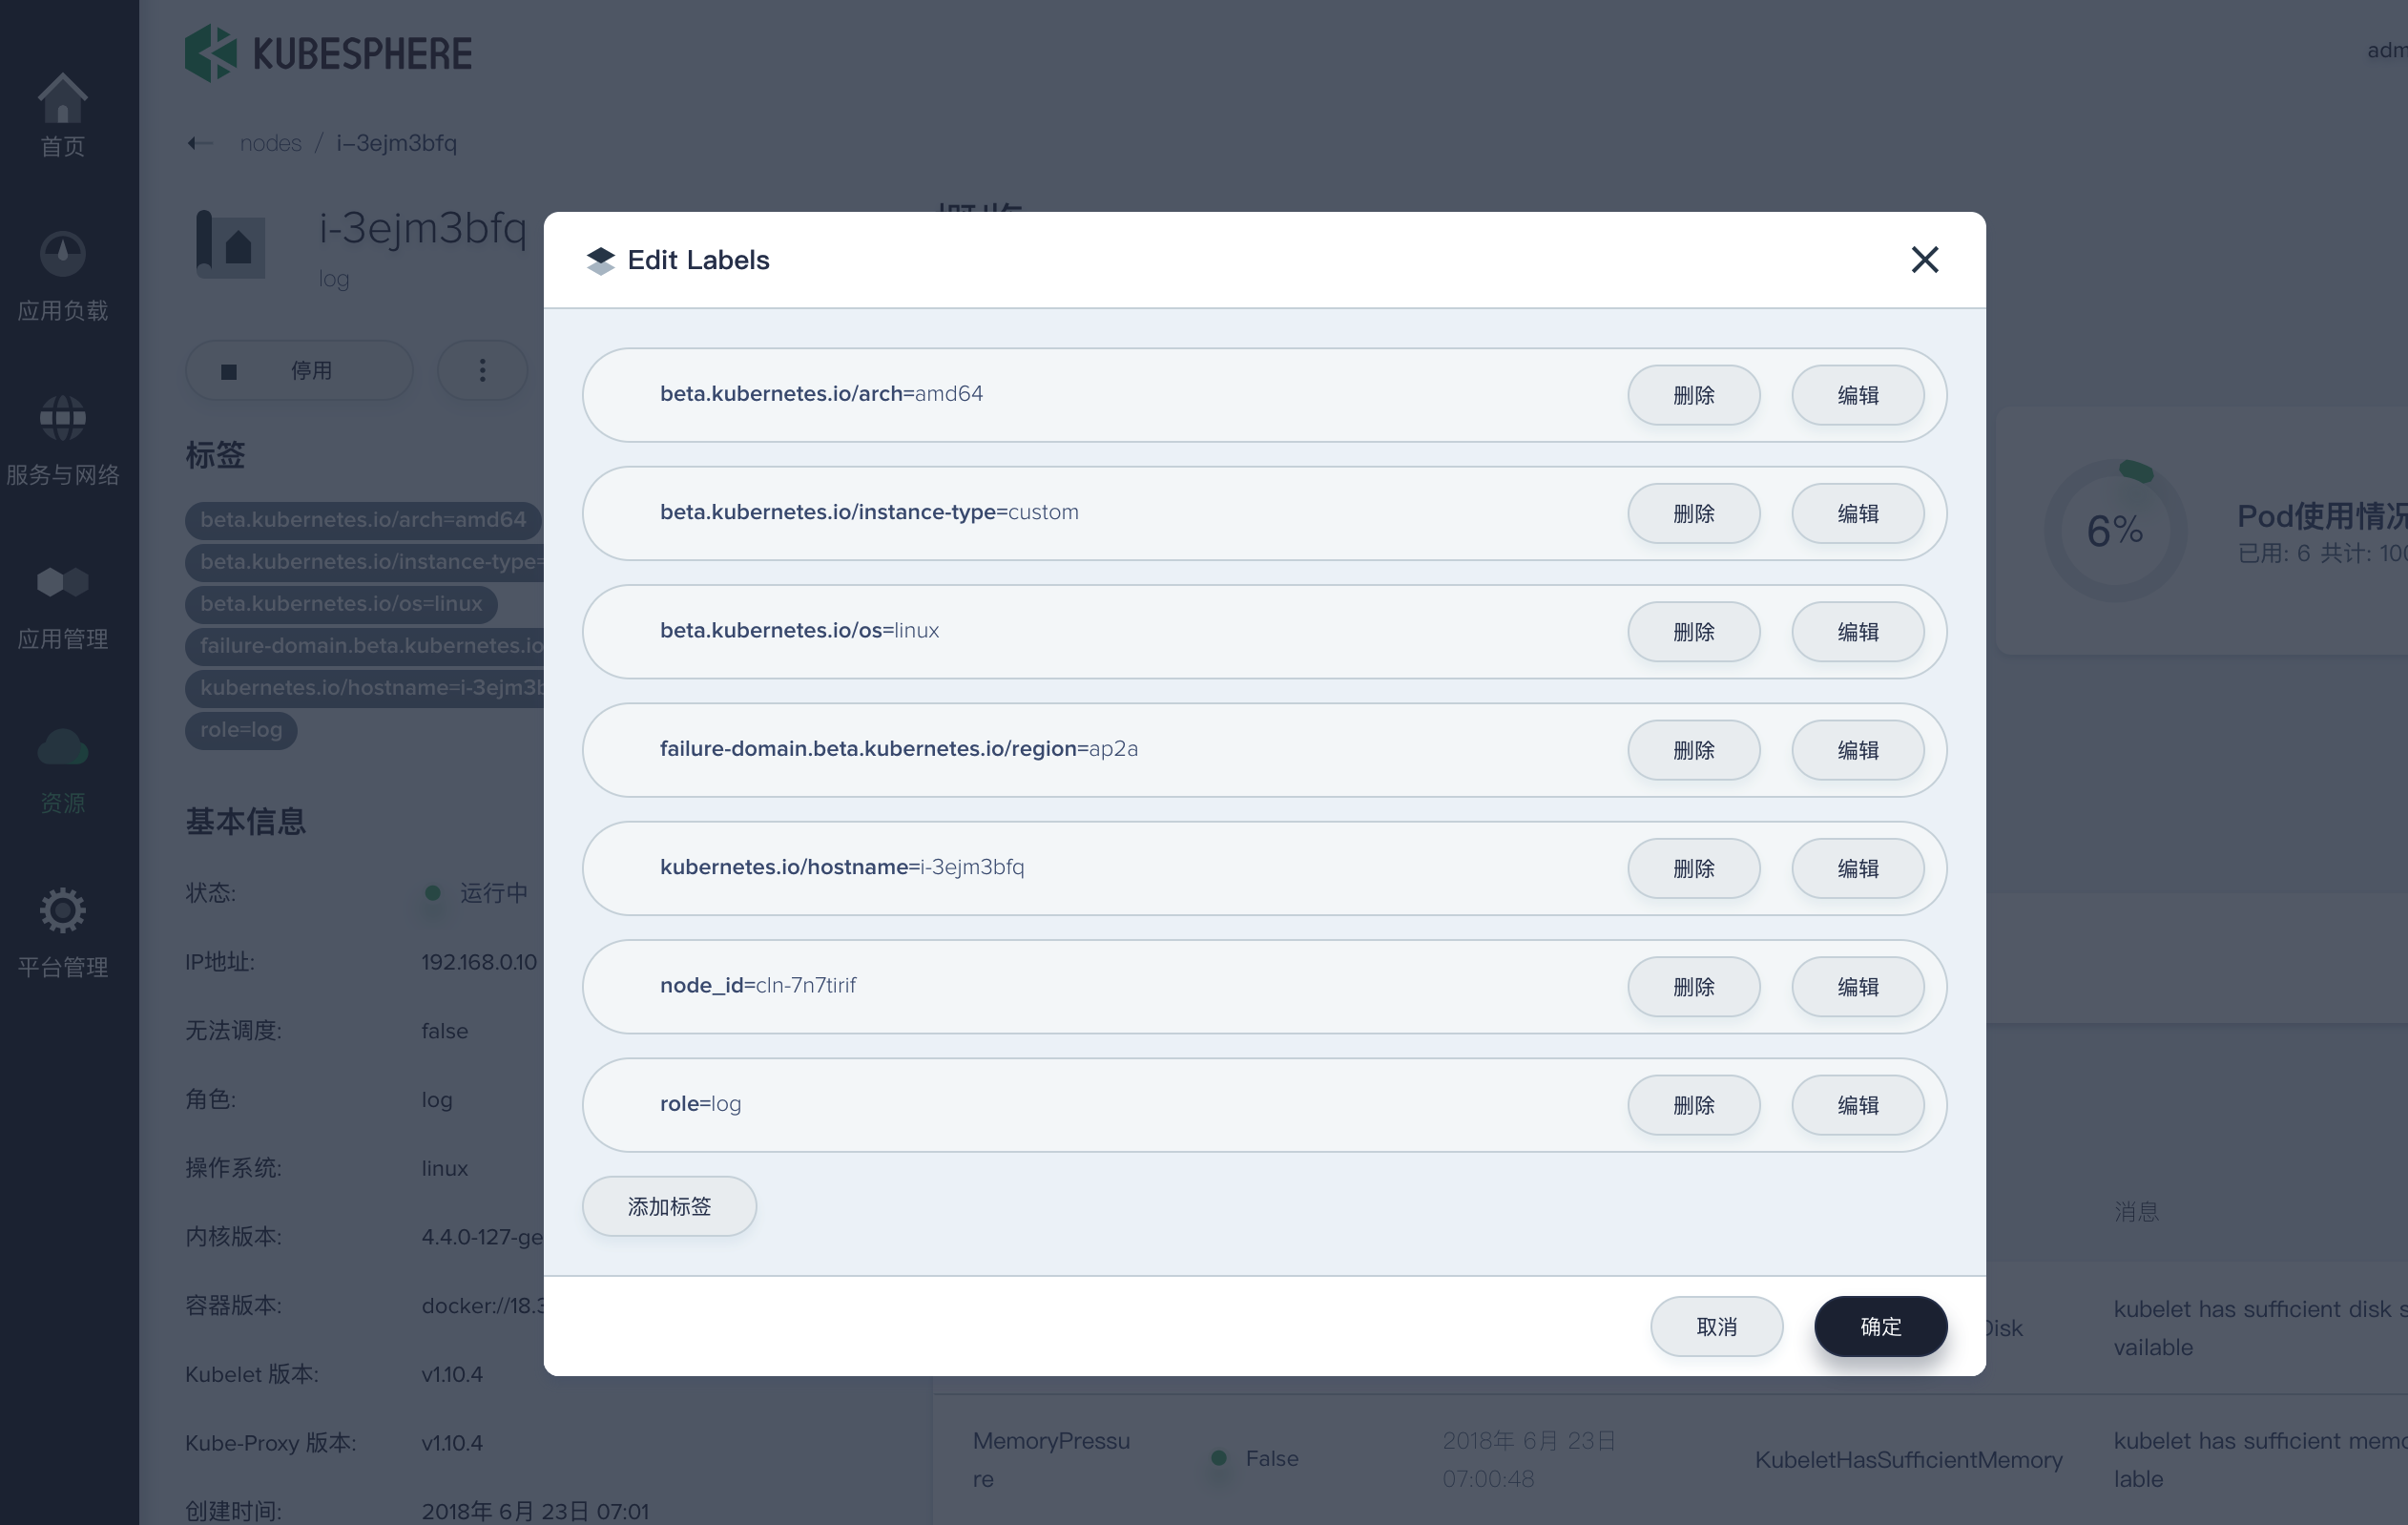 KUBESPHERE
首页
应用负载
服务与网络
应用管理
资源
平台管理
nodes / i-3ejm3bfq
i-3ejm3bfq
log
停用
标签
beta.kubernetes.io/arch=amd64
beta.kubernetes.io/instance-type=
beta.kubernetes.io/os=linux
failure-domain.beta.kubernetes.io
kubernetes.io/hostname=i-3ejm3b
role=log
基本信息
状态: 运行中
IP地址: 192.168.0.10
无法调度: false
角色: log
操作系统: linux
内核版本: 4.4.0-127-ge
容器版本: docker://18.3
Kubelet 版本: v1.10.4
Kube-Proxy 版本: v1.10.4
创建时间: 2018年 6月 23日 07:01
Edit Labels
beta.kubernetes.io/arch=amd64 删除 编辑
beta.kubernetes.io/instance-type=custom 删除 编辑
beta.kubernetes.io/os=linux 删除 编辑
failure-domain.beta.kubernetes.io/region=ap2a 删除 编辑
kubernetes.io/hostname=i-3ejm3bfq 删除 编辑
node_id=cln-7n7tirif 删除 编辑
role=log 删除 编辑
添加标签
取消 确定
6%
Pod使用情况
已用: 6 共计: 100
消息
Disk
kubelet has sufficient disk s
vailable
MemoryPressu
re
False
2018年 6月 23日
07:00:48
KubeletHasSufficientMemory
kubelet has sufficient memo
lable